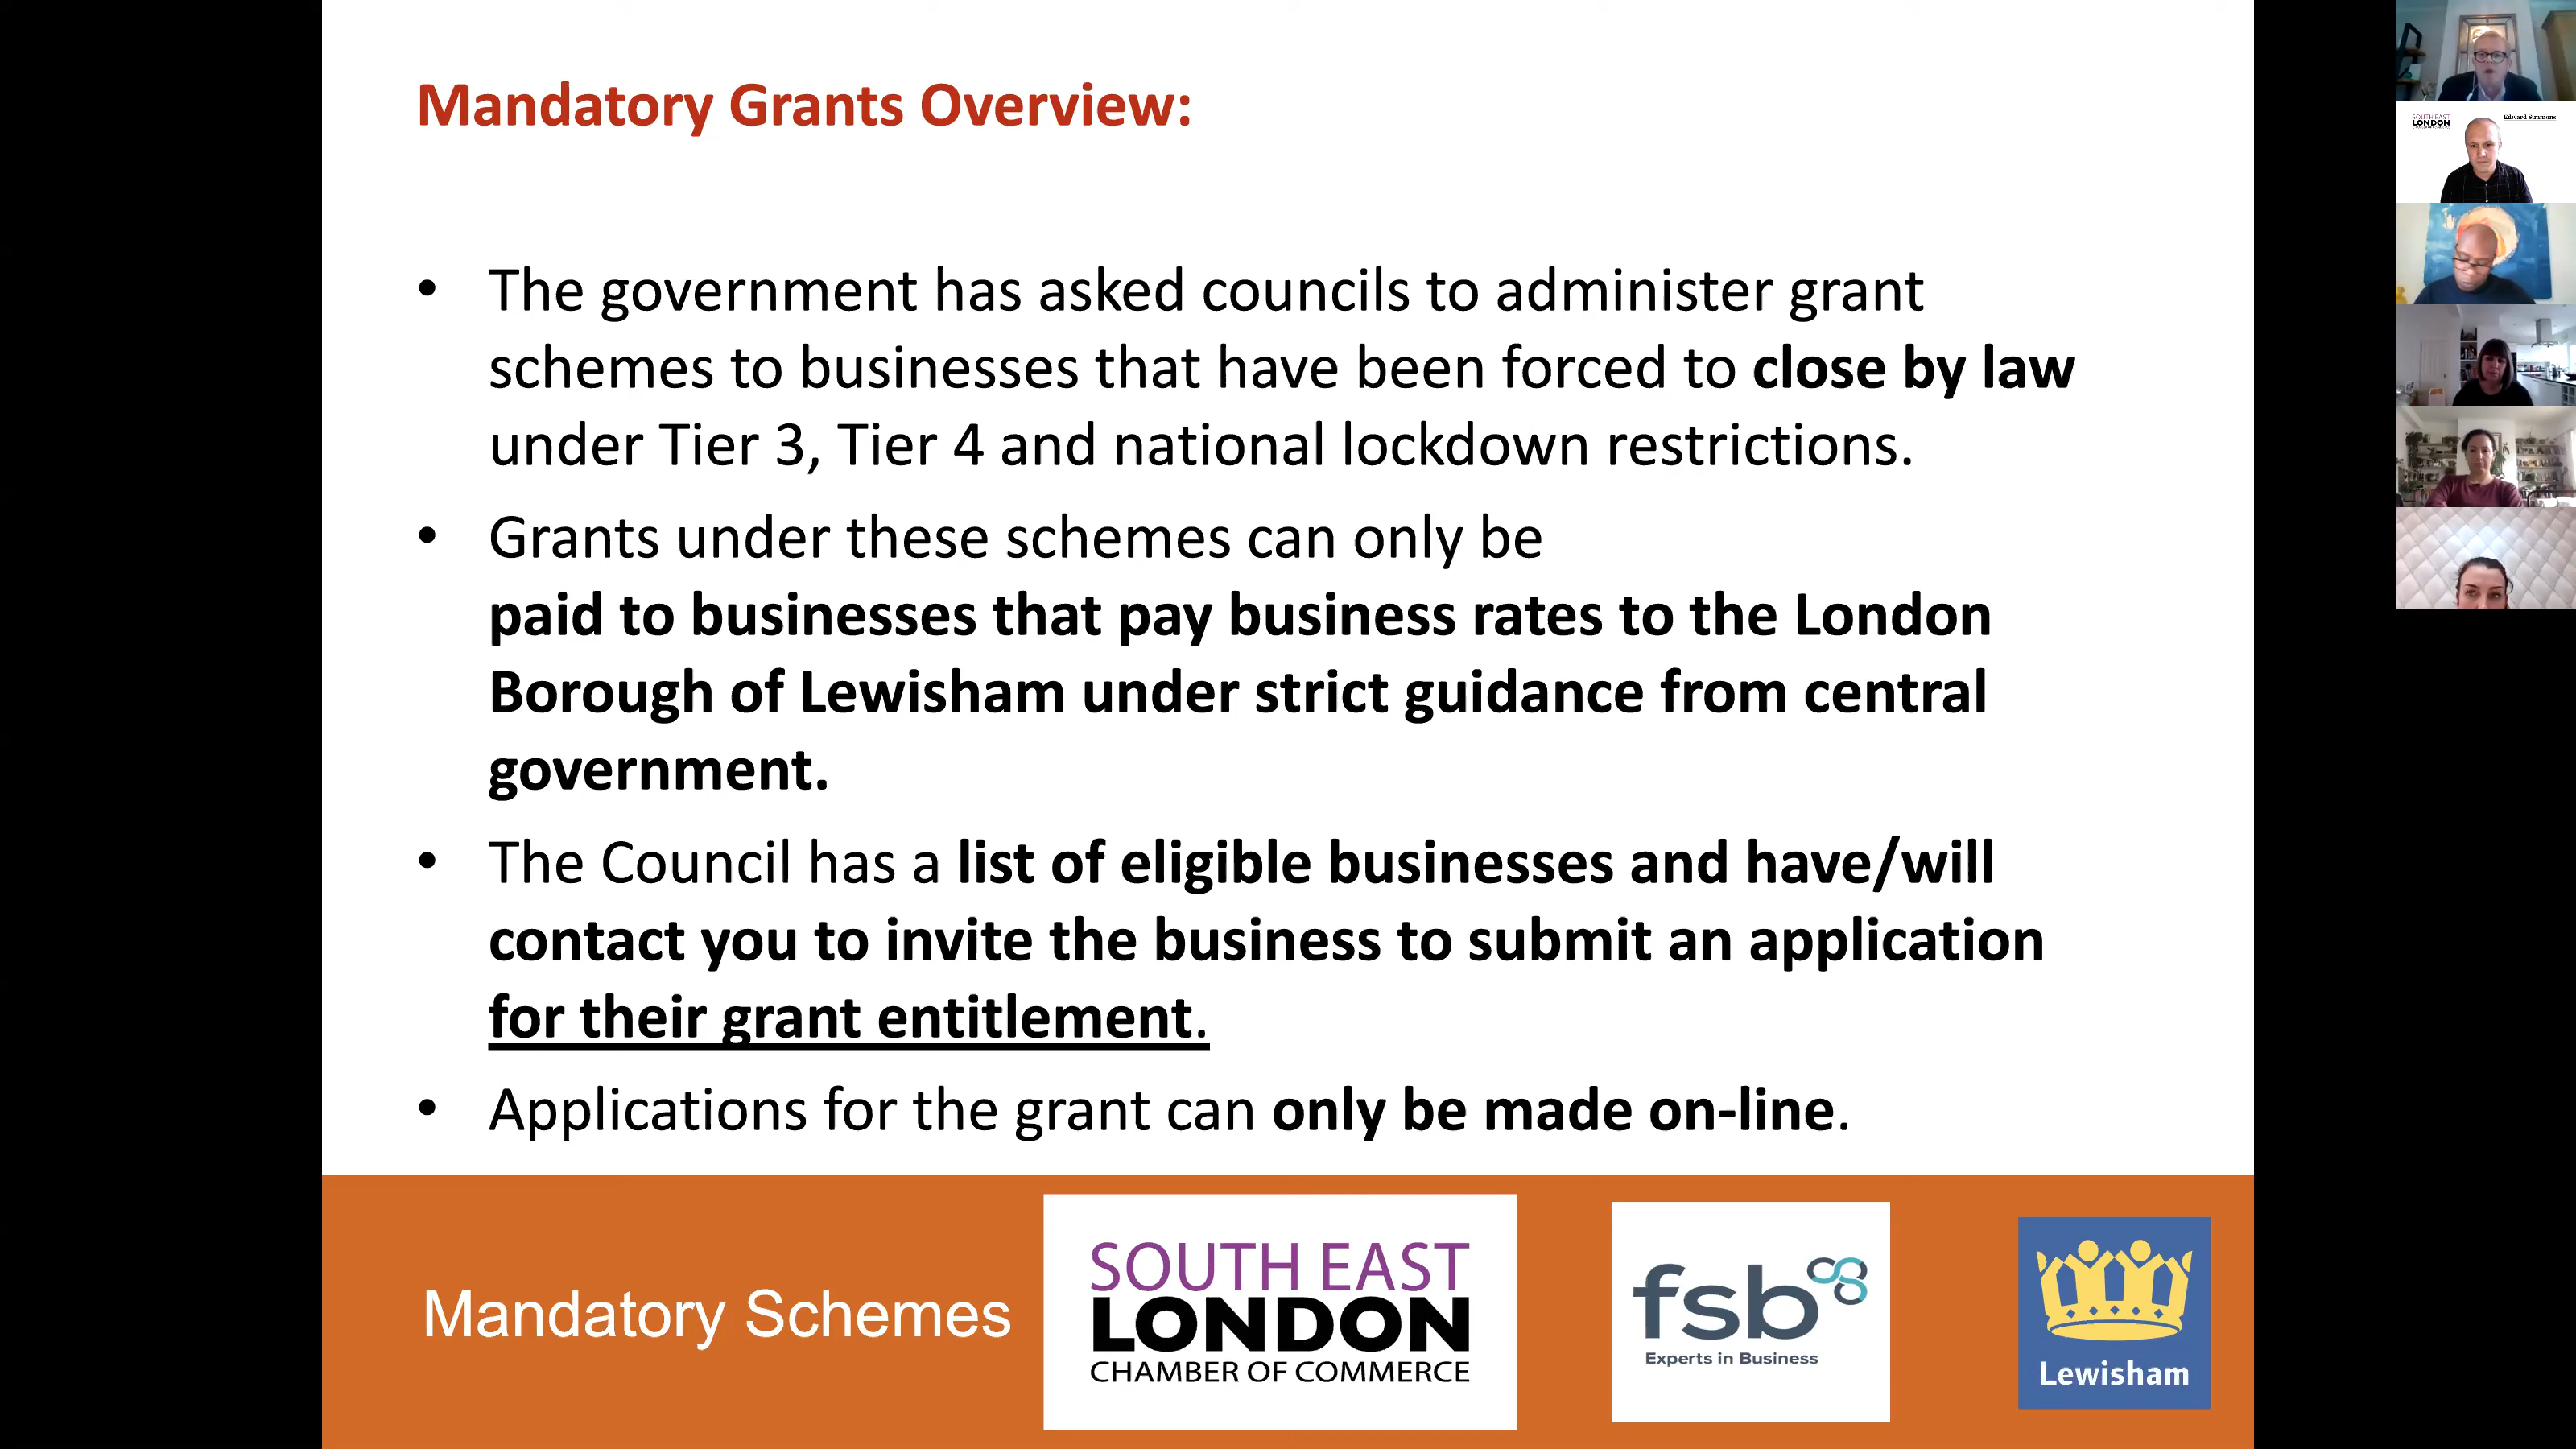 Mandatory Grants Overview:
• The government has asked councils to administer grant
schemes to businesses that have been forced to close by law
under Tier 3, Tier 4 and national lockdown restrictions.
• Grants under these schemes can only be
paid to businesses that pay business rates to the London
Borough of Lewisham under strict guidance from central
government.
• The Council has a list of eligible businesses and have/will
contact you to invite the business to submit an application
for their grant entitlement.
• Applications for the grant can only be made on-line.
Mandatory Schemes
SOUTH EAST
LONDON
CHAMBER OF COMMERCE
fsb
Experts in Business
Lewisham
SOUTH EAST
LONDON
Edward Simmons